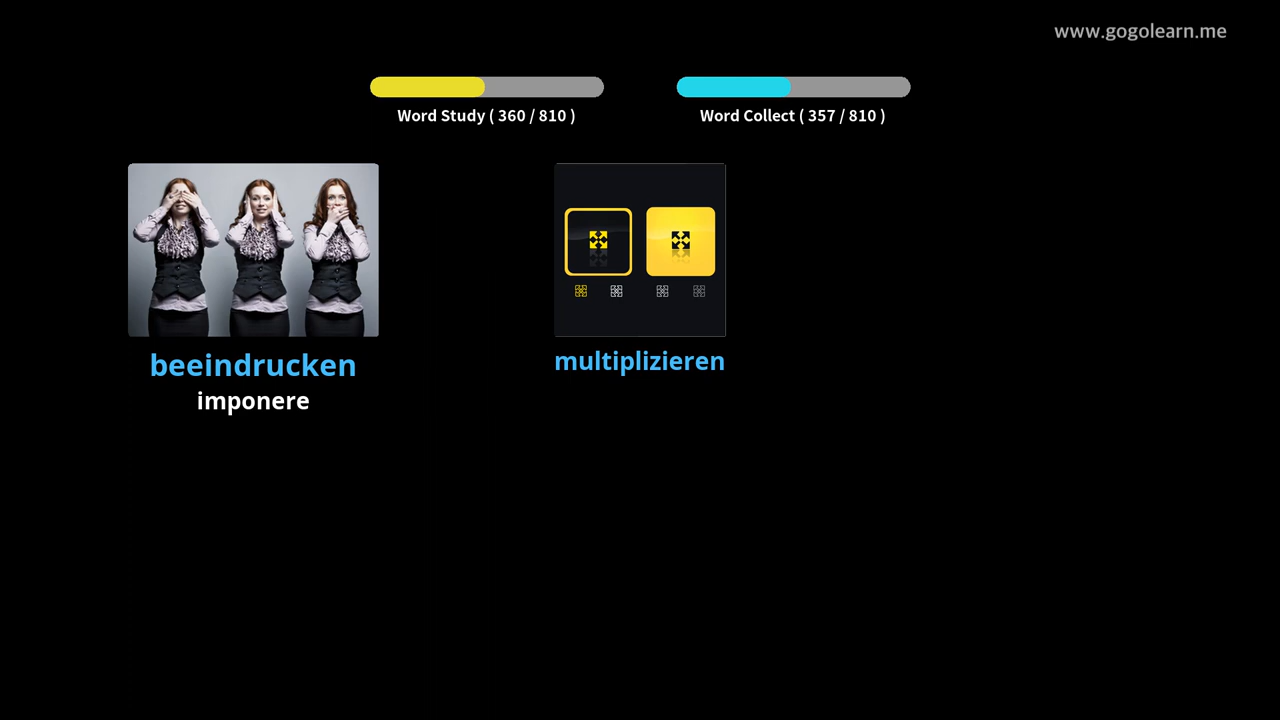 www.gogolearn.me
Word Study ( 360 / 810 )
Word Collect ( 357 / 810 )
beeindrucken
imponere
multiplizieren